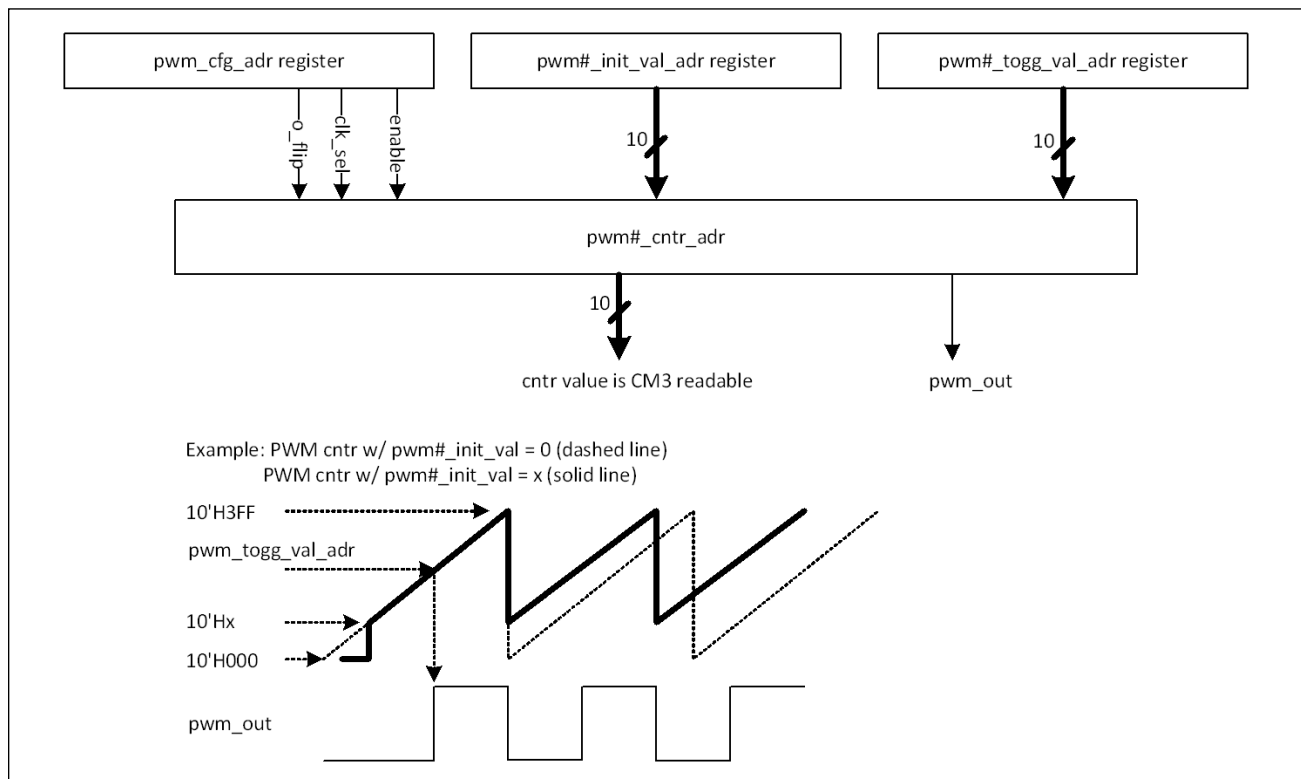 pwm_cfg_adr register
pwm#_init_val_adr register
pwm#_togg_val_adr register
o_flip
clk_sel
enable
10
10
pwm#_cntr_adr
10
cntr value is CM3 readable
pwm_out
Example: PWM cntr w/ pwm#_init_val = 0 (dashed line)
PWM cntr w/ pwm#_init_val = x (solid line)
10'H3FF
pwm_togg_val_adr
10'Hx
10'H000
pwm_out